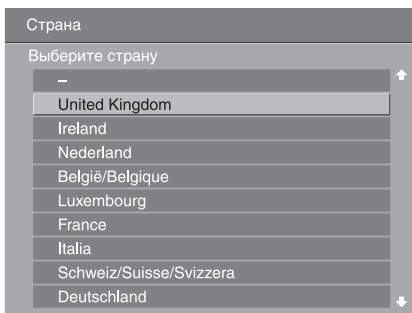 Страна
Выберите страну
–
United Kingdom
Ireland
Nederland
België/Belgique
Luxembourg
France
Italia
Schweiz/Suisse/Svizzera
Deutschland